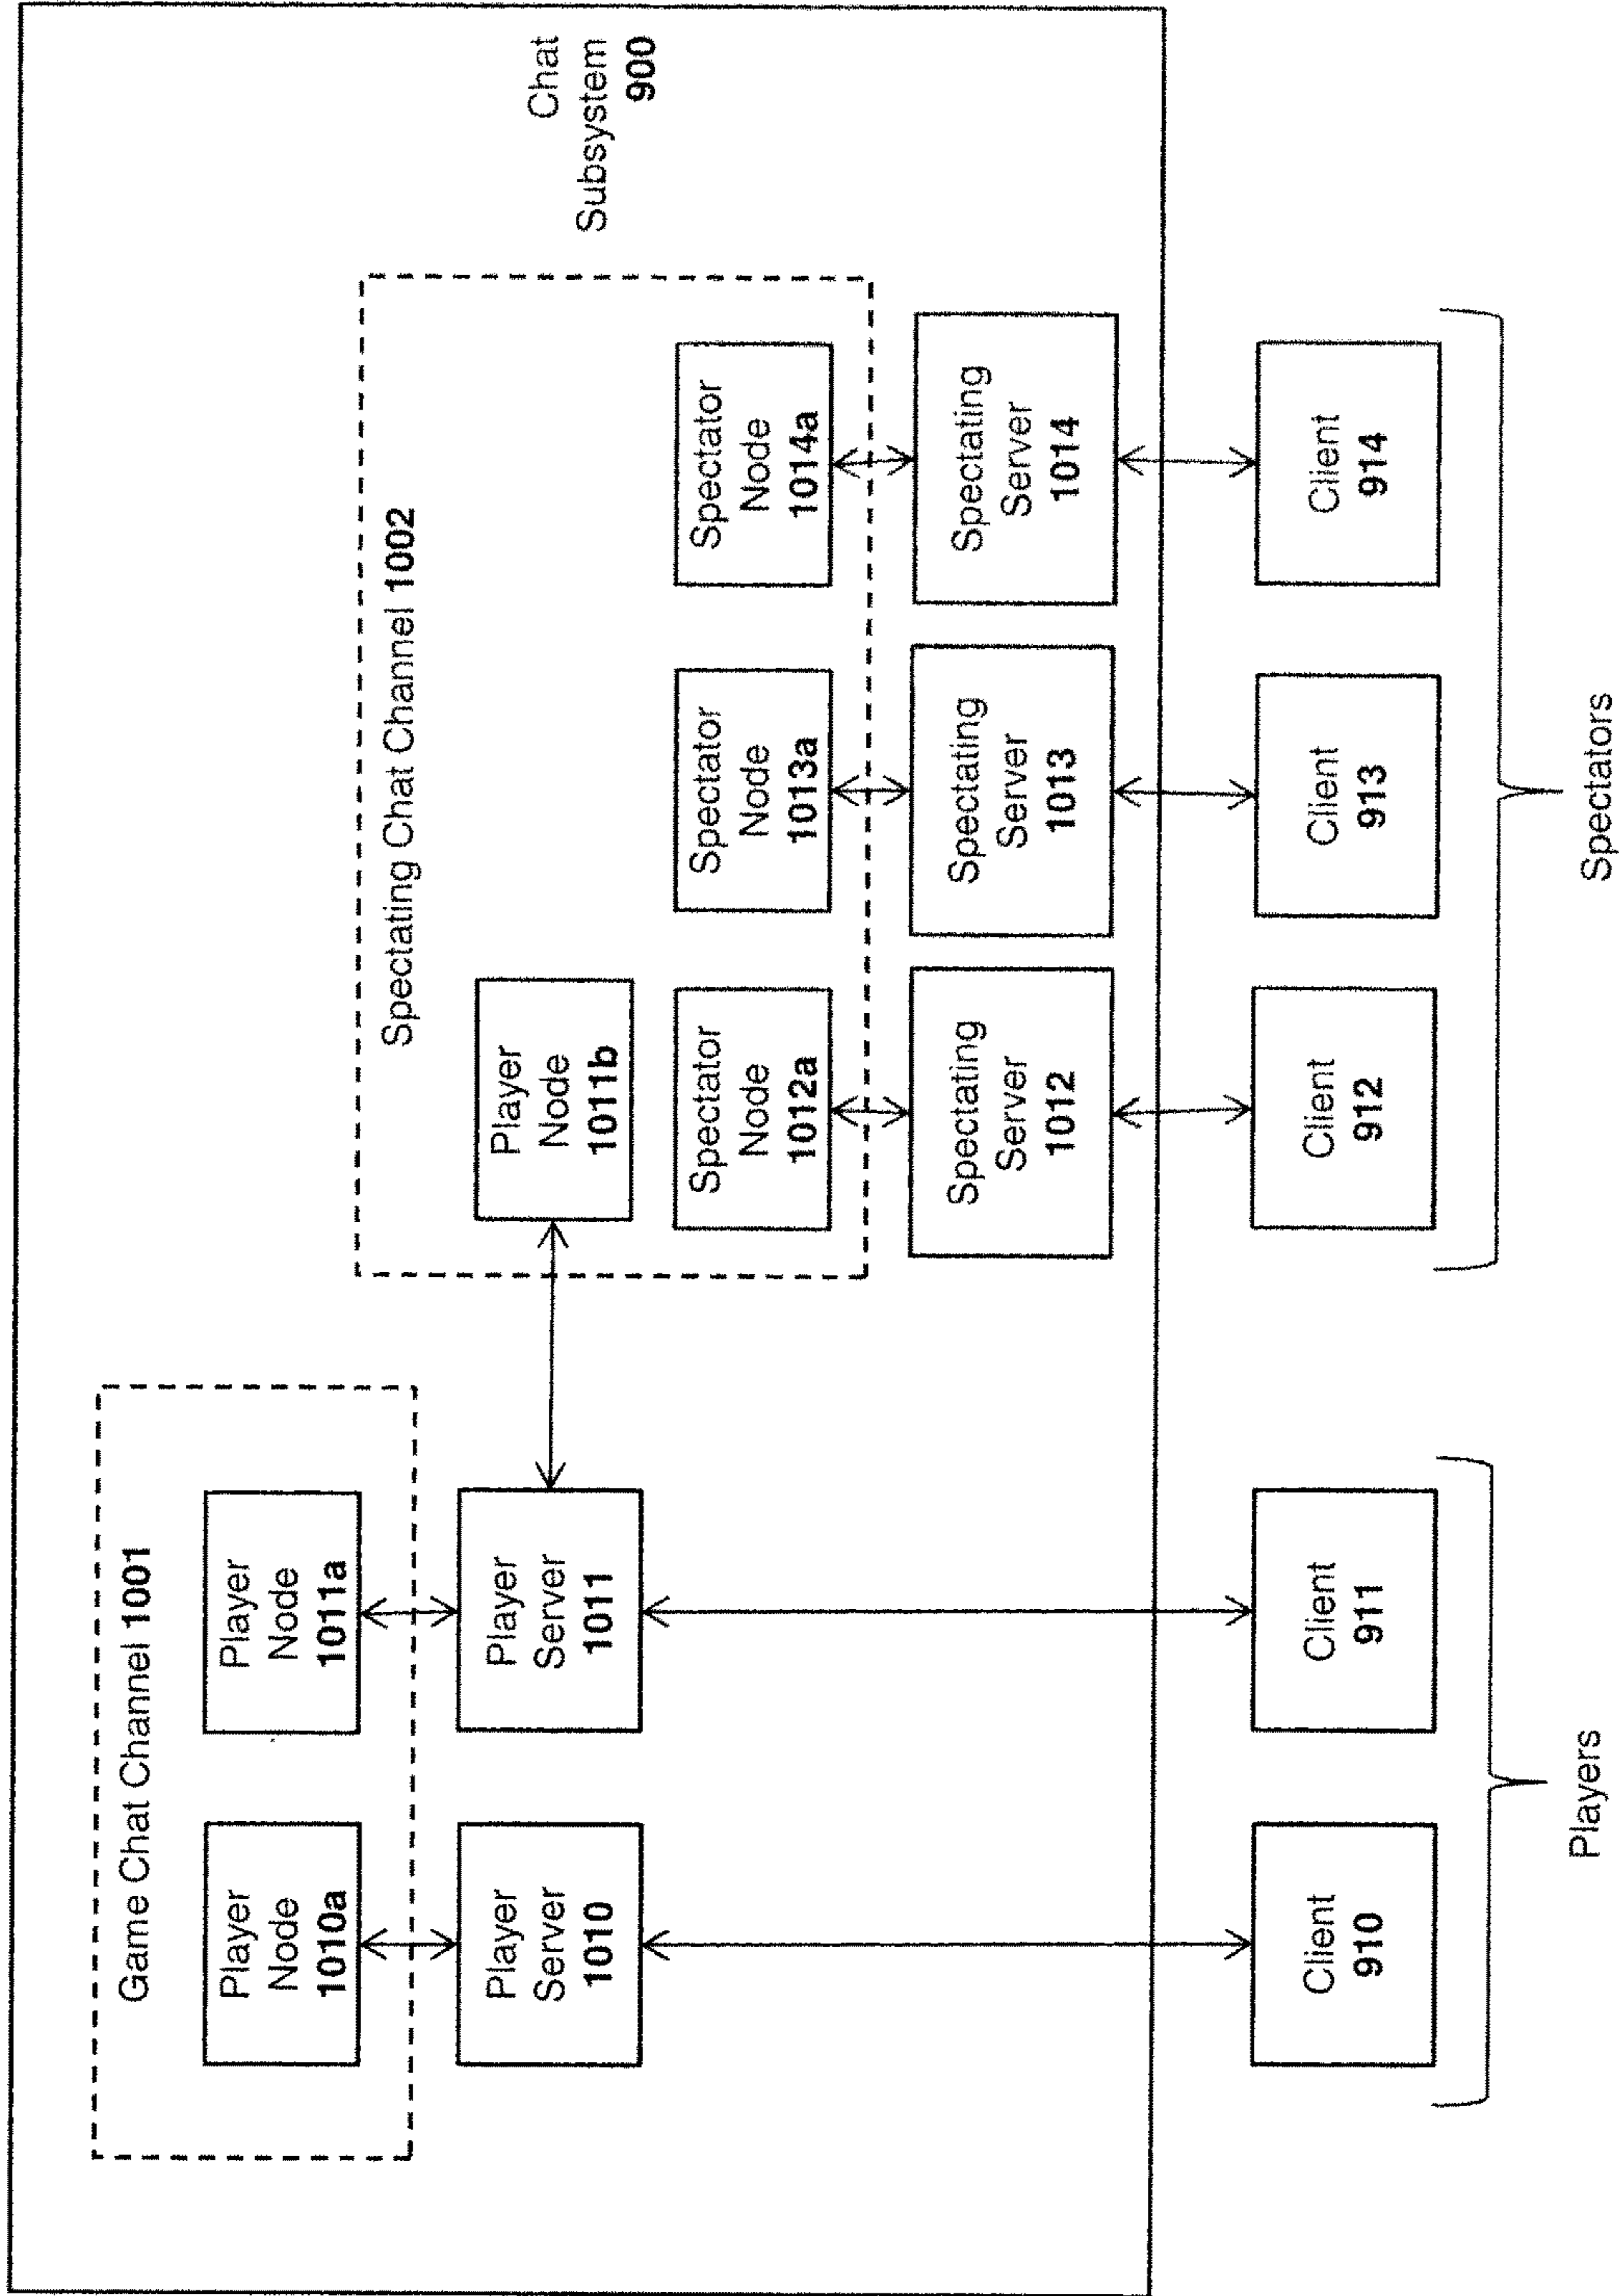 Chat
Subsystem
900
Game Chat Channel 1001
Player
Node
1010a
Player
Node
1011a
Player
Server
1010
Player
Server
1011
Spectating Chat Channel 1002
Player
Node
1011b
Spectator
Node
1012a
Spectator
Node
1013a
Spectator
Node
1014a
Spectating
Server
1012
Spectating
Server
1013
Spectating
Server
1014
Client
910
Client
911
Client
912
Client
913
Client
914
Players
Spectators